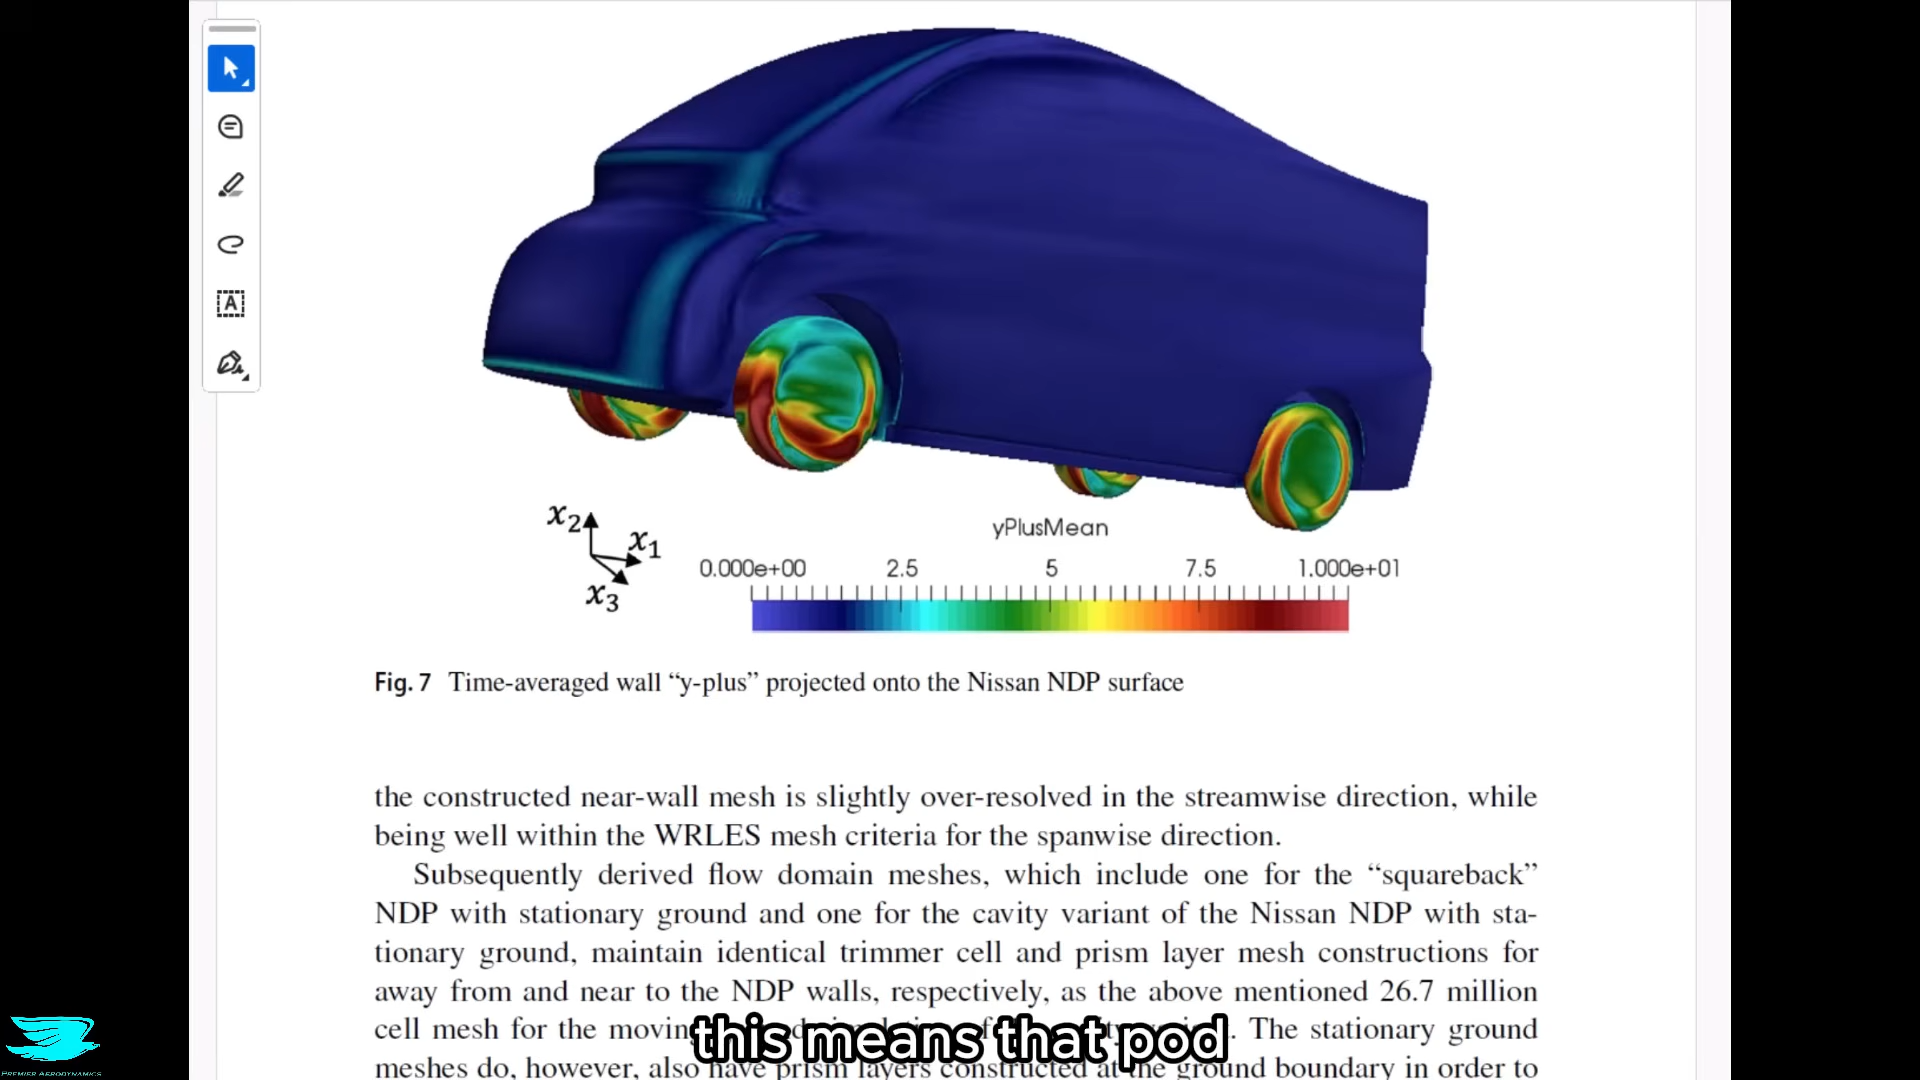 x2
x1
x3
yPlusMean
0.000e+00 2.5 5 7.5 1.000e+01
Fig. 7 Time-averaged wall “y-plus” projected onto the Nissan NDP surface
the constructed near-wall mesh is slightly over-resolved in the streamwise direction, while
being well within the WRLES mesh criteria for the spanwise direction.
Subsequently derived flow domain meshes, which include one for the “squareback”
NDP with stationary ground and one for the cavity variant of the Nissan NDP with sta-
tionary ground, maintain identical trimmer cell and prism layer mesh constructions for
away from and near to the NDP walls, respectively, as the above mentioned 26.7 million
cell mesh for the The stationary ground
this means that pod
meshes do, however, also have prism layers constructed at the ground boundary in order to
PREMIER AERODYNAMICS